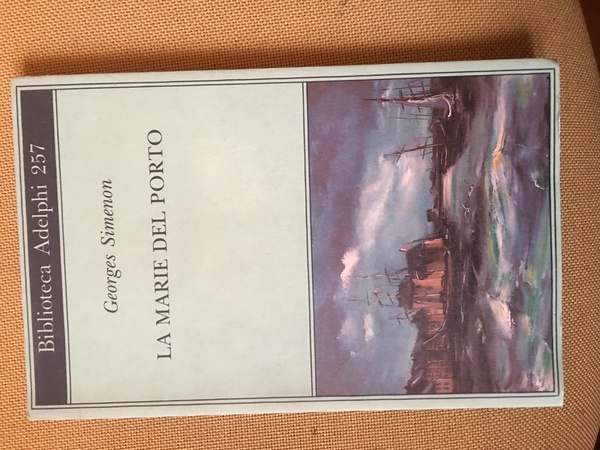 Biblioteca Adelphi 257
Georges Simenon
LA MARIE DEL PORTO